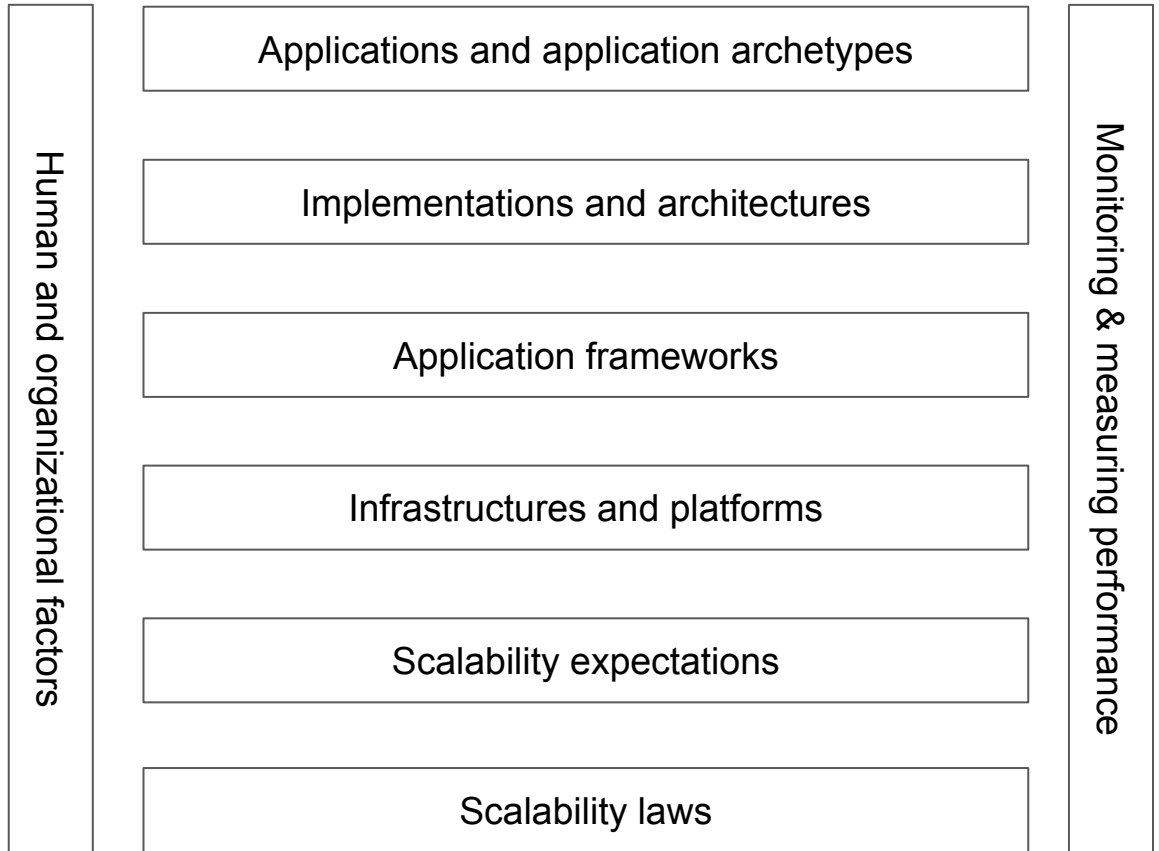 Applications and application archetypes
Implementations and architectures
Application frameworks
Infrastructures and platforms
Scalability expectations
Scalability laws
Human and organizational factors
Monitoring & measuring performance